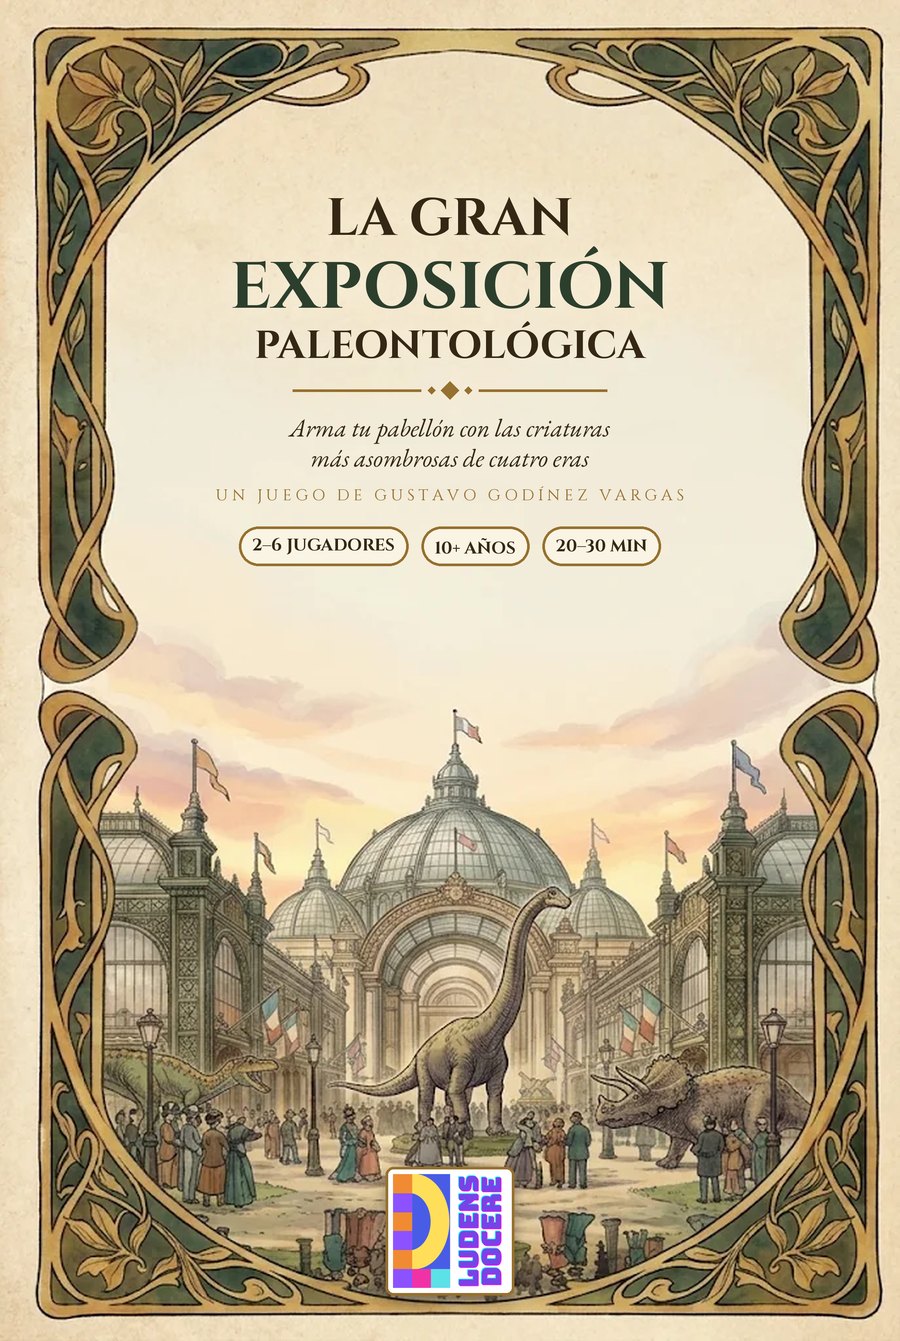 LA GRAN
EXPOSICIÓN
PALEONTOLÓGICA
Arma tu pabellón con las criaturas
más asombrosas de cuatro eras
UN JUEGO DE GUSTAVO GODÍNEZ VARGAS
2–6 JUGADORES
10+ AÑOS
20–30 MIN
LUDENS
DOCERE